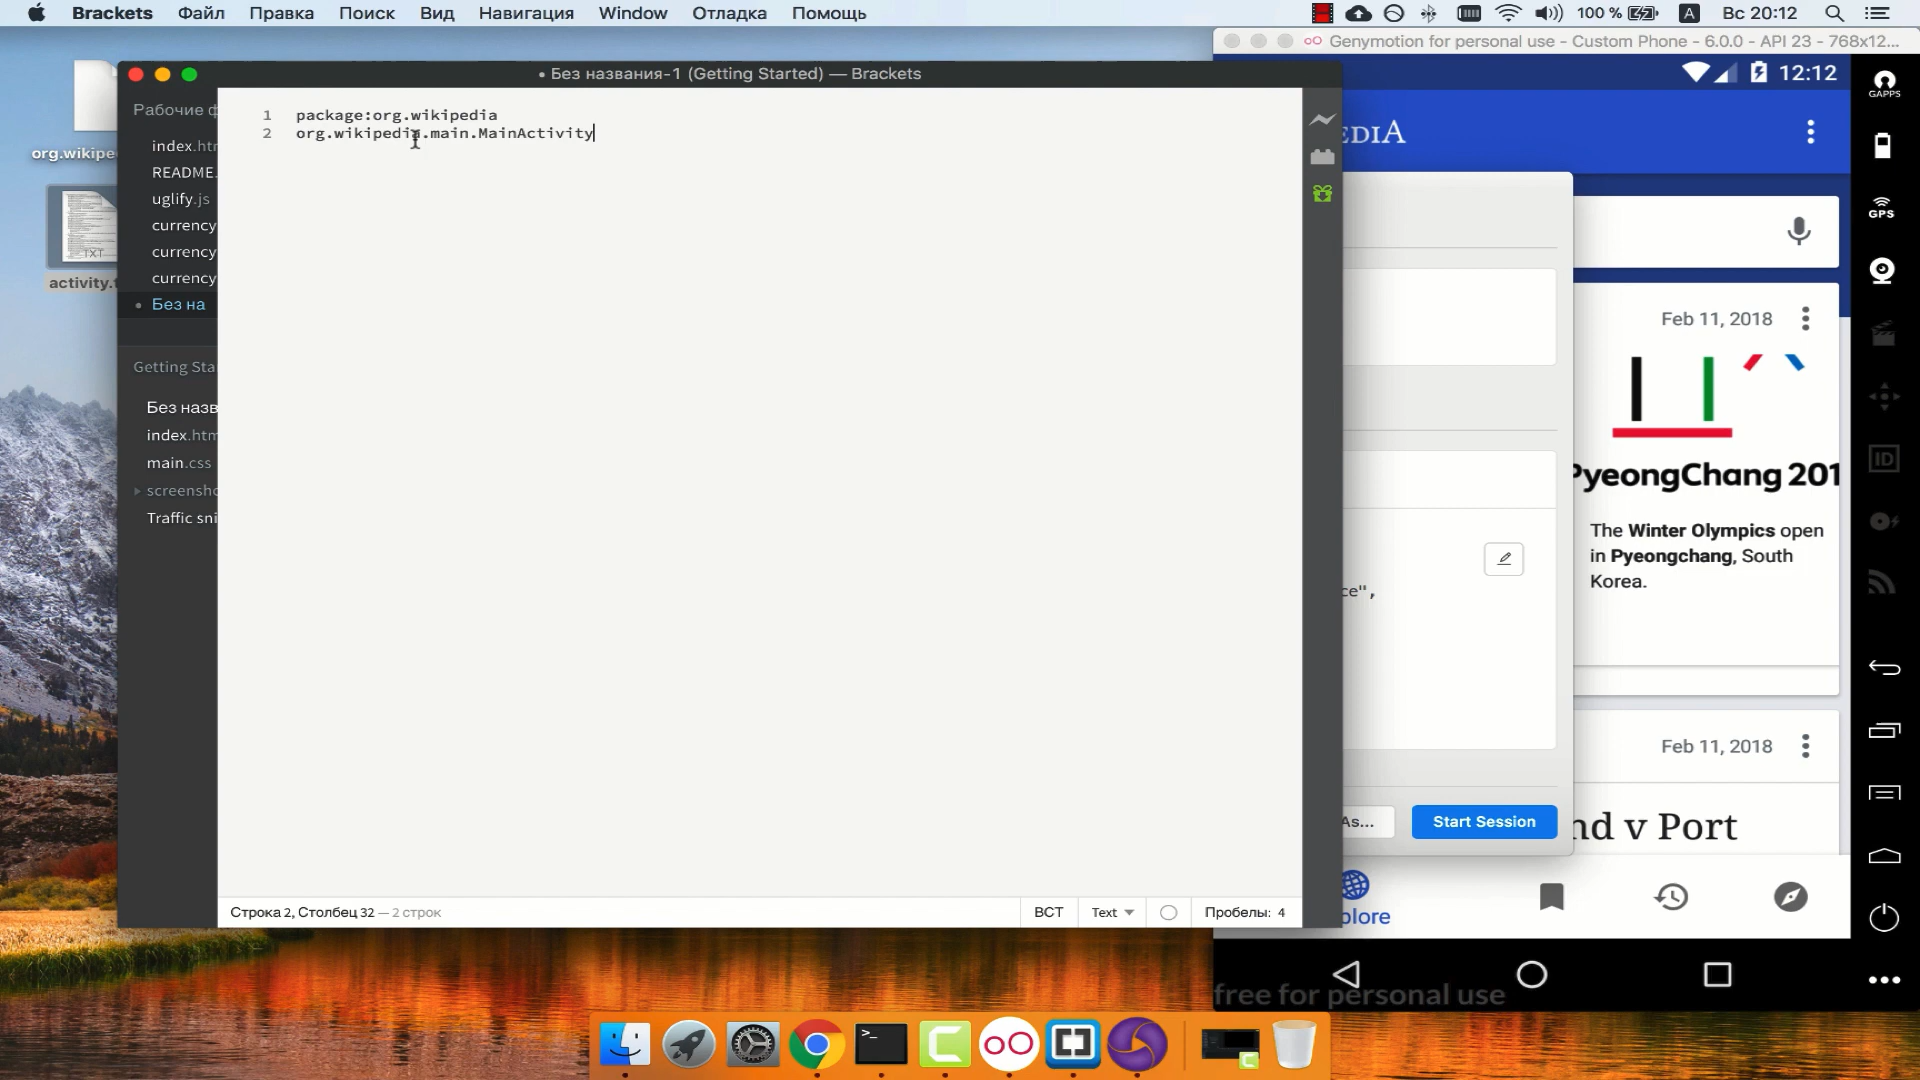 Brackets Файл Правка Поиск Вид Навигация Window Отладка Помощь
100 % A Вс 20:12
Genymotion for personal use - Custom Phone - 6.0.0 - API 23 - 768x12...
• Без названия-1 (Getting Started) — Brackets
12:12
GAPPS
Рабочие ф
1 package:org.wikipedia
2 org.wikipedia.main.MainActivity
EDIA
index.htm
org.wikipe
README.
uglify.js
GPS
currency
currency
currency
TXT
activity.t
Без на
Feb 11, 2018
Getting Sta
Без назв
index.htm
main.css
ID
PyeongChang 201
screensho
Traffic sni
The Winter Olympics open
in Pyeongchang, South
Korea.
ce",
Feb 11, 2018
As...
Start Session
nd v Port
Строка 2, Столбец 32 — 2 строк
ВСТ
Text
Пробелы: 4
plore
free for personal use